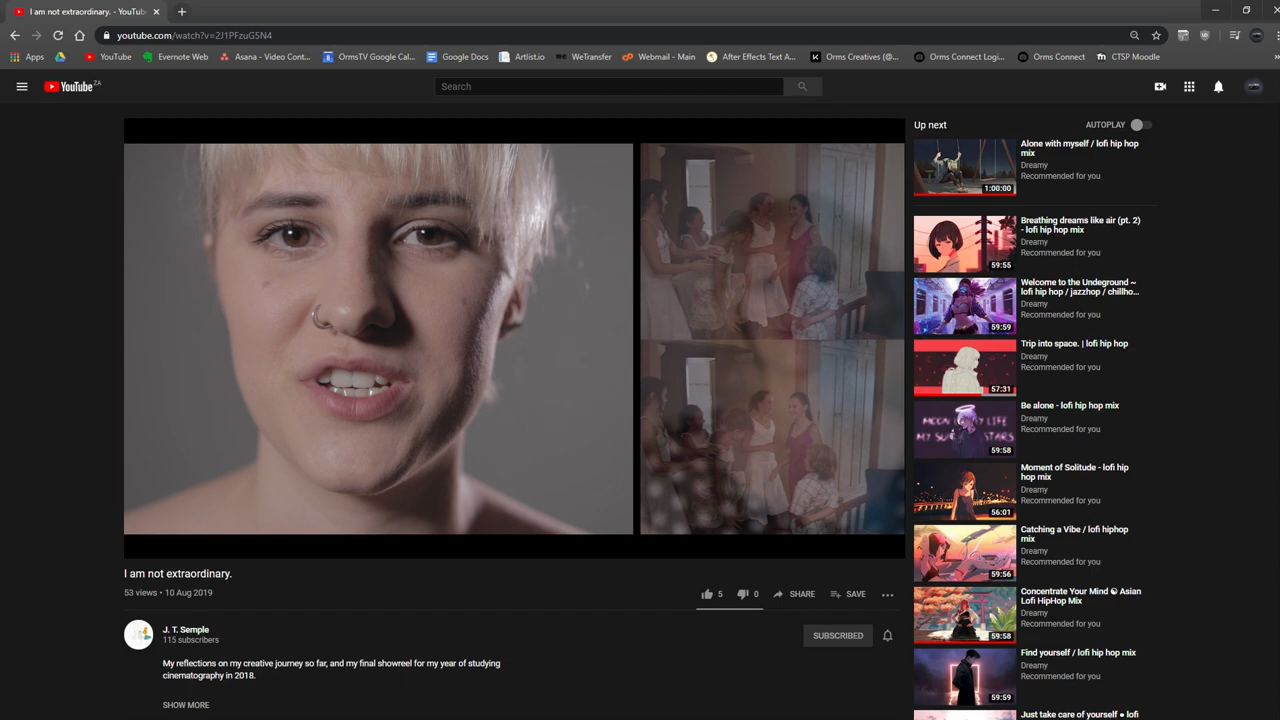 I am not extraordinary. - YouTube
youtube.com/watch?v=2J1PFzuG5N4
Apps YouTube Evernote Web Asana - Video Cont... OrmsTV Google Cal... Google Docs Artlist.io WeTransfer Webmail - Main After Effects Text A... Orms Creatives (@... Orms Connect Logi... Orms Connect CTSP Moodle
YouTube ZA
Search
Up next
AUTOPLAY
Alone with myself / lofi hip hop
mix
Dreamy
Recommended for you
1:00:00
Breathing dreams like air (pt. 2)
- lofi hip hop mix
Dreamy
Recommended for you
59:55
Welcome to the Undeground ~
lofi hip hop / jazzhop / chillho...
Dreamy
Recommended for you
59:59
Trip into space. | lofi hip hop
Dreamy
Recommended for you
57:31
Be alone - lofi hip hop mix
Dreamy
Recommended for you
59:58
Moment of Solitude - lofi hip
hop mix
Dreamy
Recommended for you
56:01
Catching a Vibe / lofi hiphop
mix
Dreamy
Recommended for you
59:56
Concentrate Your Mind ☯ Asian
Lofi HipHop Mix
Dreamy
Recommended for you
59:58
Find yourself / lofi hip hop mix
Dreamy
Recommended for you
59:59
Just take care of yourself ● lofi
I am not extraordinary.
53 views • 10 Aug 2019
5 0 SHARE SAVE
J. T. Semple
115 subscribers
SUBSCRIBED
My reflections on my creative journey so far, and my final showreel for my year of studying
cinematography in 2018.
SHOW MORE